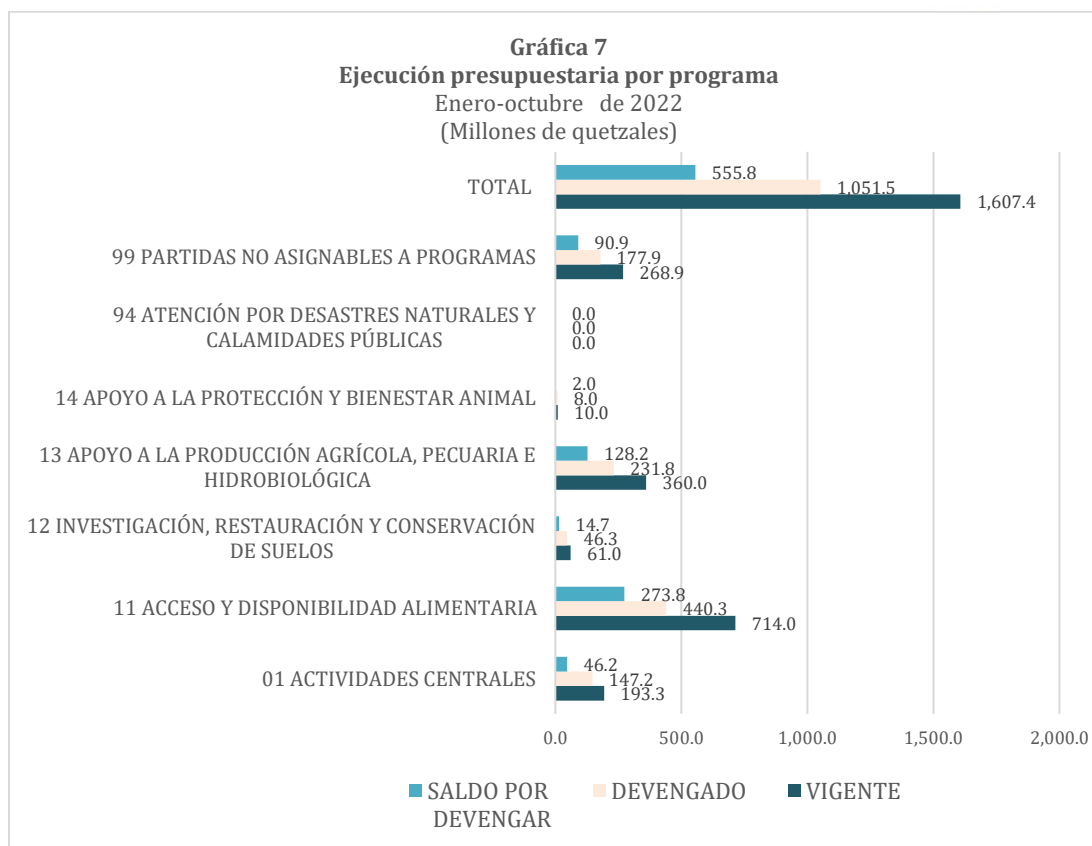 Gráfica 7
Ejecución presupuestaria por programa
Enero-octubre de 2022
(Millones de quetzales)
TOTAL
555.8
1,051.5
1,607.4
99 PARTIDAS NO ASIGNABLES A PROGRAMAS
90.9
177.9
268.9
94 ATENCIÓN POR DESASTRES NATURALES Y
CALAMIDADES PÚBLICAS
0.0
0.0
0.0
14 APOYO A LA PROTECCIÓN Y BIENESTAR ANIMAL
2.0
8.0
10.0
13 APOYO A LA PRODUCCIÓN AGRÍCOLA, PECUARIA E
HIDROBIOLÓGICA
128.2
231.8
360.0
12 INVESTIGACIÓN, RESTAURACIÓN Y CONSERVACIÓN
DE SUELOS
14.7
46.3
61.0
11 ACCESO Y DISPONIBILIDAD ALIMENTARIA
273.8
440.3
714.0
01 ACTIVIDADES CENTRALES
46.2
147.2
193.3
0.0 500.0 1,000.0 1,500.0 2,000.0
SALDO POR DEVENGAR
DEVENGADO
VIGENTE